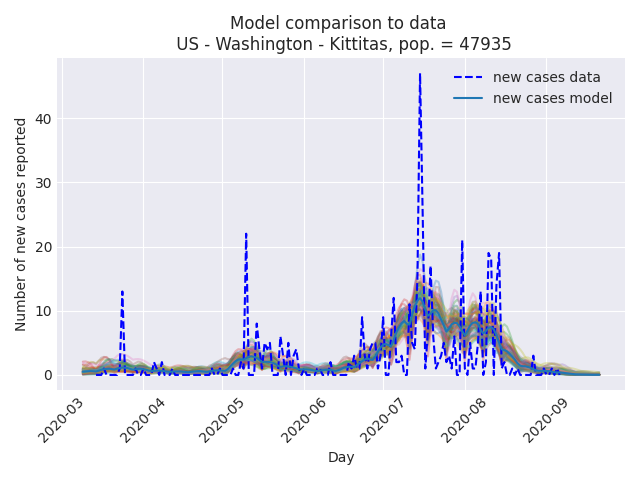 Model comparison to data
US - Washington - Kittitas, pop. = 47935
new cases data
new cases model
Number of new cases reported
40
30
20
10
0
2020-03
2020-04
2020-05
2020-06
2020-07
2020-08
2020-09
Day